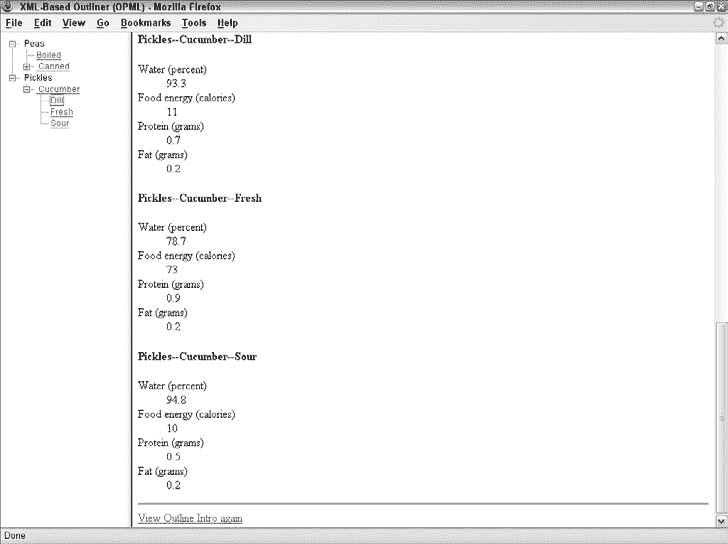 XML-Based Outliner (OPML) - Mozilla Firefox
File Edit View Go Bookmarks Tools Help
Peas
Boiled
Canned
Pickles
Cucumber
Dill
Fresh
Sour
Pickles--Cucumber--Dill
Water (percent)
93.3
Food energy (calories)
11
Protein (grams)
0.7
Fat (grams)
0.2
Pickles--Cucumber--Fresh
Water (percent)
78.7
Food energy (calories)
73
Protein (grams)
0.9
Fat (grams)
0.2
Pickles--Cucumber--Sour
Water (percent)
94.8
Food energy (calories)
10
Protein (grams)
0.5
Fat (grams)
0.2
View Outline Intro again
Done